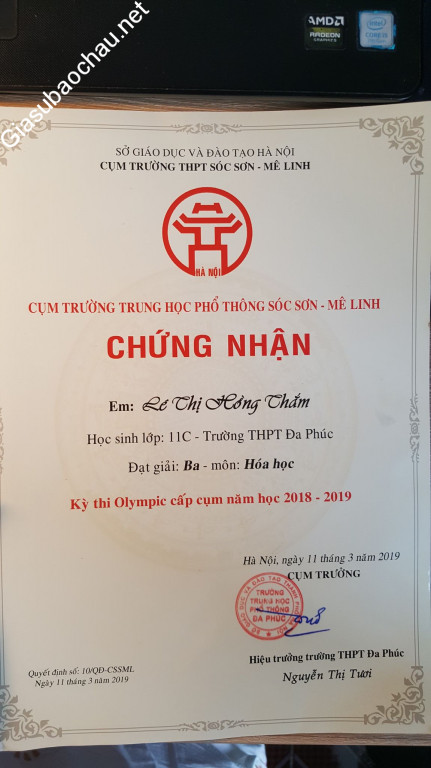 Giasubaochau.net
AMD
RADEON
GRAPHICS
SỞ GIÁO DỤC VÀ ĐÀO TẠO HÀ NỘI
CỤM TRƯỜNG THPT SÓC SƠN - MÊ LINH
HÀ NỘI
CỤM TRƯỜNG TRUNG HỌC PHỔ THÔNG SÓC SƠN - MÊ LINH
CHỨNG NHẬN
Em: Lê Thị Hồng Thắm
Học sinh lớp: 11C - Trường THPT Đa Phúc
Đạt giải: Ba - môn: Hóa học
Kỳ thi Olympic cấp cụm năm học 2018 - 2019
Hà Nội, ngày 11 tháng 3 năm 2019
CỤM TRƯỞNG
TRƯỜNG
TRUNG HỌC
PHỔ THÔNG
ĐA PHÚC
Hiệu trưởng trường THPT Đa Phúc
Nguyễn Thị Tươi
Quyết định số: 10/QĐ-CSSML
Ngày 11 tháng 3 năm 2019